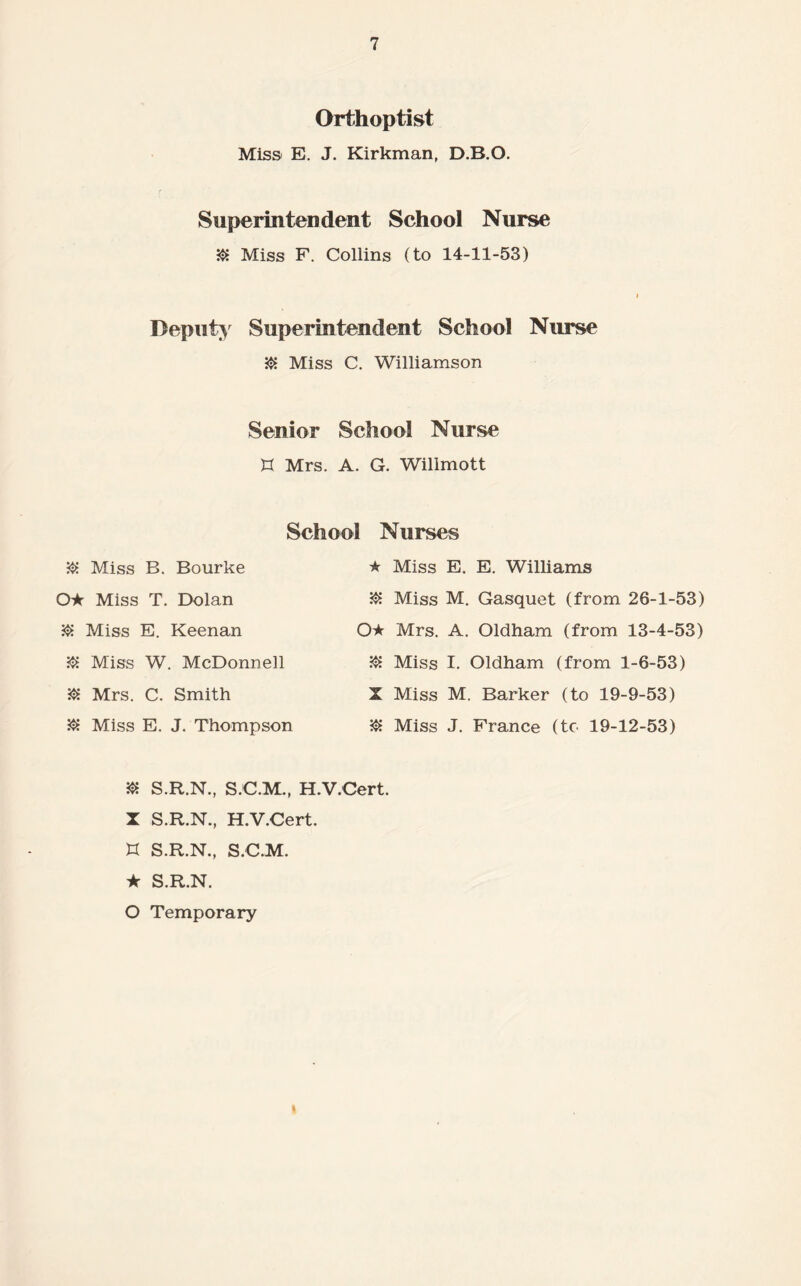 7
Orthoptist
Miss E. J. Kirkman, D.B.O.
Superintendent School Nurse
※ Miss F. Collins (to 14-11-53)
Deputy Superintendent School Nurse
※ Miss C. Williamson
Senior School Nurse
¤ Mrs. A. G. Willmott
School Nurses
※ Miss B. Bourke
O★ Miss T. Dolan
※ Miss E. Keenan
※ Miss W. McDonnell
※ Mrs. C. Smith
※ Miss E. J. Thompson
★ Miss E. E. Williams
※ Miss M. Gasquet (from 26-1-53)
O★ Mrs. A. Oldham (from 13-4-53)
※ Miss I. Oldham (from 1-6-53)
X Miss M. Barker (to 19-9-53)
※ Miss J. France (to 19-12-53)
※ S.R.N., S.C.M., H.V.Cert.
X S.R.N., H.V.Cert.
¤ S.R.N., S.C.M.
★ S.R.N.
O Temporary